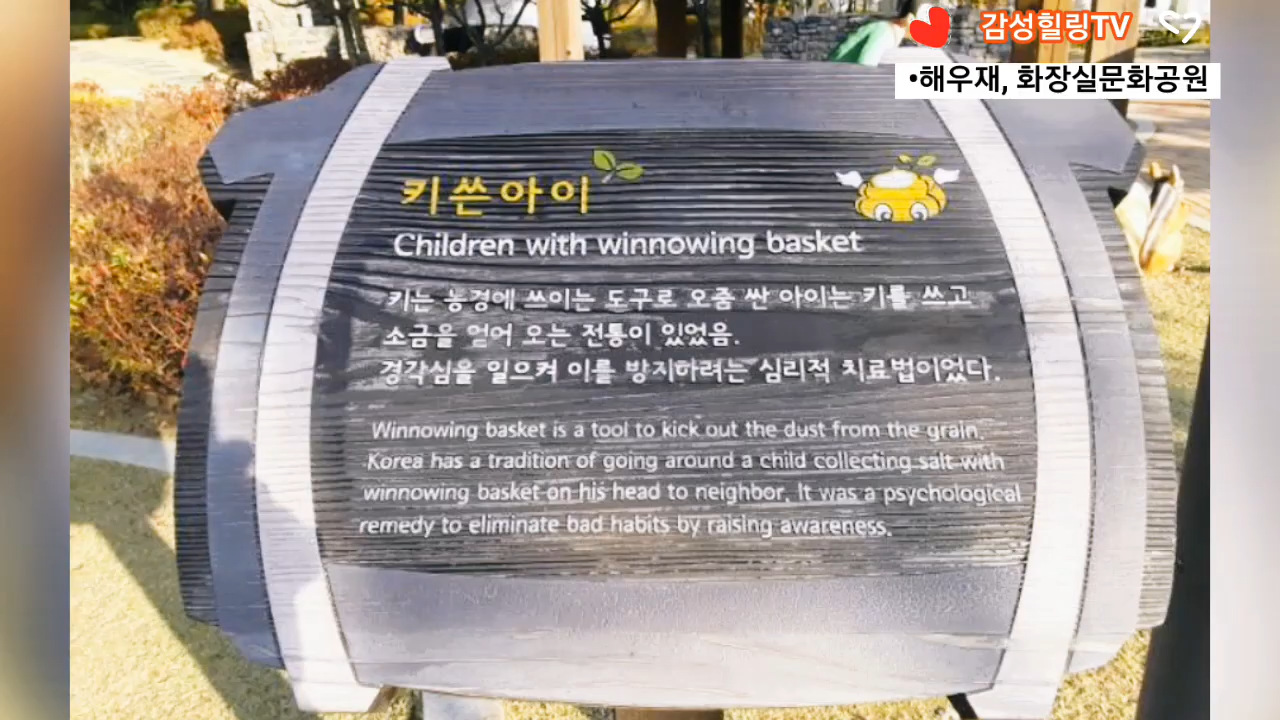 감성힐링TV
•해우재, 화장실문화공원
키 쓴 아이
Children with winnowing basket
키는 농경에 쓰이는 도구로 오줌 싼 아이는 키를 쓰고
소금을 얻어 오는 전통이 있었음.
경각심을 일으켜 이를 방지하려는 심리적 치료법이었다.
Winnowing basket is a tool to kick out the dust from the grain.
Korea has a tradition of going around a child collecting salt with
winnowing basket on his head to neighbor. It was a psychological
remedy to eliminate bad habits by raising awareness.